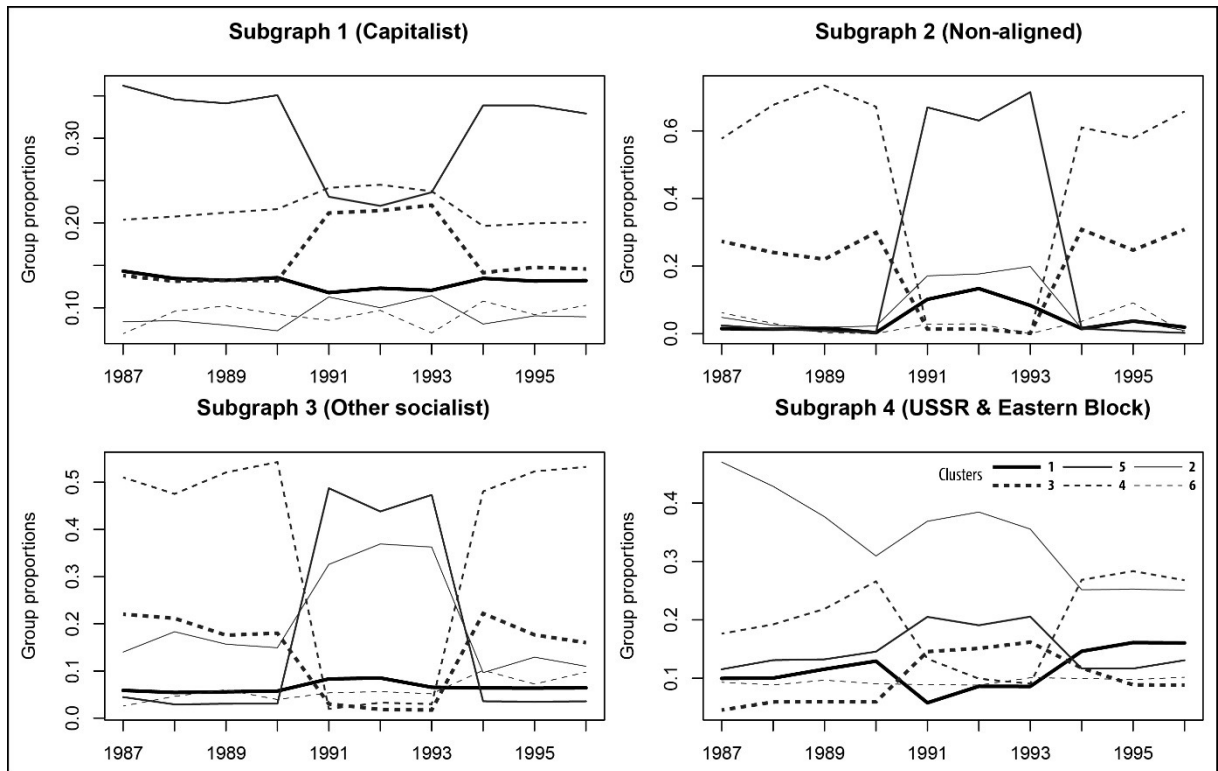 Subgraph 1 (Capitalist)
Group proportions
0.30
0.20
0.10
1987 1989 1991 1993 1995
Subgraph 2 (Non-aligned)
Group proportions
0.6
0.4
0.2
0.0
1987 1989 1991 1993 1995
Subgraph 3 (Other socialist)
Group proportions
0.5
0.4
0.3
0.2
0.1
0.0
1987 1989 1991 1993 1995
Subgraph 4 (USSR & Eastern Block)
Clusters 1 5 2
3 4 6
Group proportions
0.4
0.3
0.2
0.1
1987 1989 1991 1993 1995